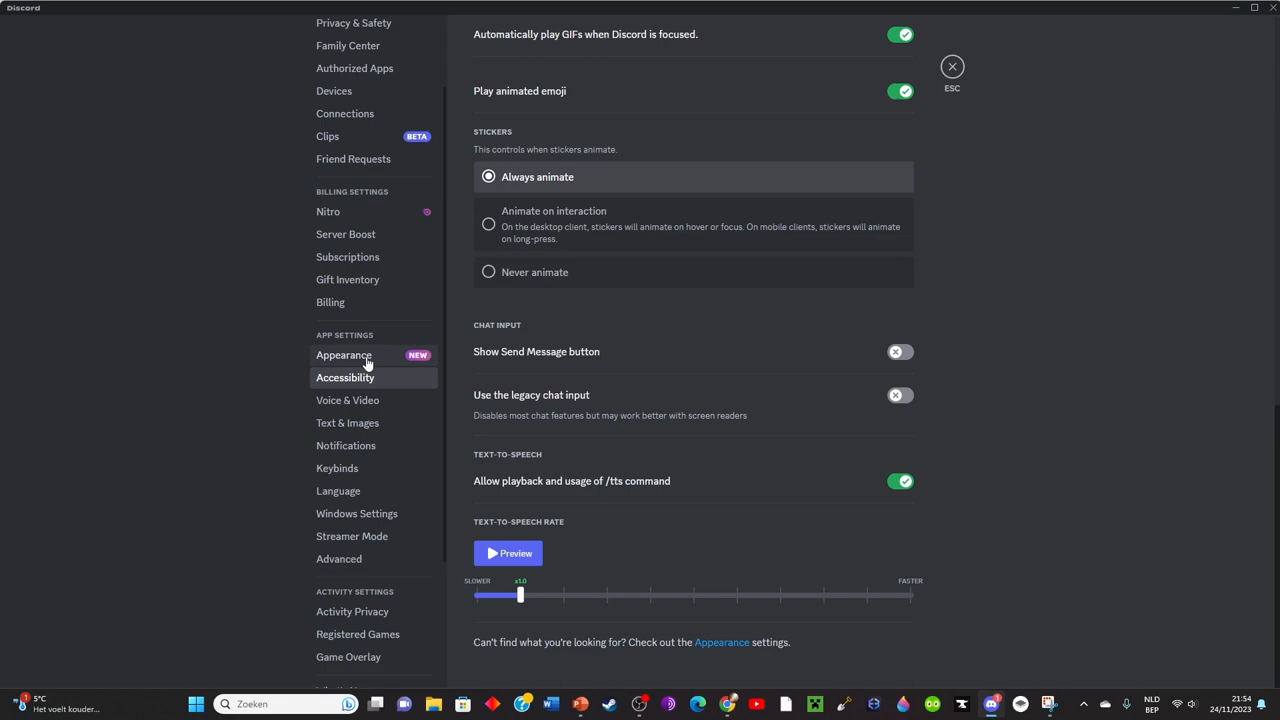 Discord
Privacy & Safety
Family Center
Authorized Apps
Devices
Connections
Clips BETA
Friend Requests
BILLING SETTINGS
Nitro
Server Boost
Subscriptions
Gift Inventory
Billing
APP SETTINGS
Appearance NEW
Accessibility
Voice & Video
Text & Images
Notifications
Keybinds
Language
Windows Settings
Streamer Mode
Advanced
ACTIVITY SETTINGS
Activity Privacy
Registered Games
Game Overlay
Automatically play GIFs when Discord is focused.
Play animated emoji
STICKERS
This controls when stickers animate.
Always animate
Animate on interaction
On the desktop client, stickers will animate on hover or focus. On mobile clients, stickers will animate
on long-press.
Never animate
CHAT INPUT
Show Send Message button
Use the legacy chat input
Disables most chat features but may work better with screen readers
TEXT-TO-SPEECH
Allow playback and usage of /tts command
TEXT-TO-SPEECH RATE
Preview
SLOWER x1.0 FASTER
Can't find what you're looking for? Check out the Appearance settings.
ESC
1 5°C
Het voelt kouder...
Zoeken
1
NLD
BEP
21:54
24/11/2023